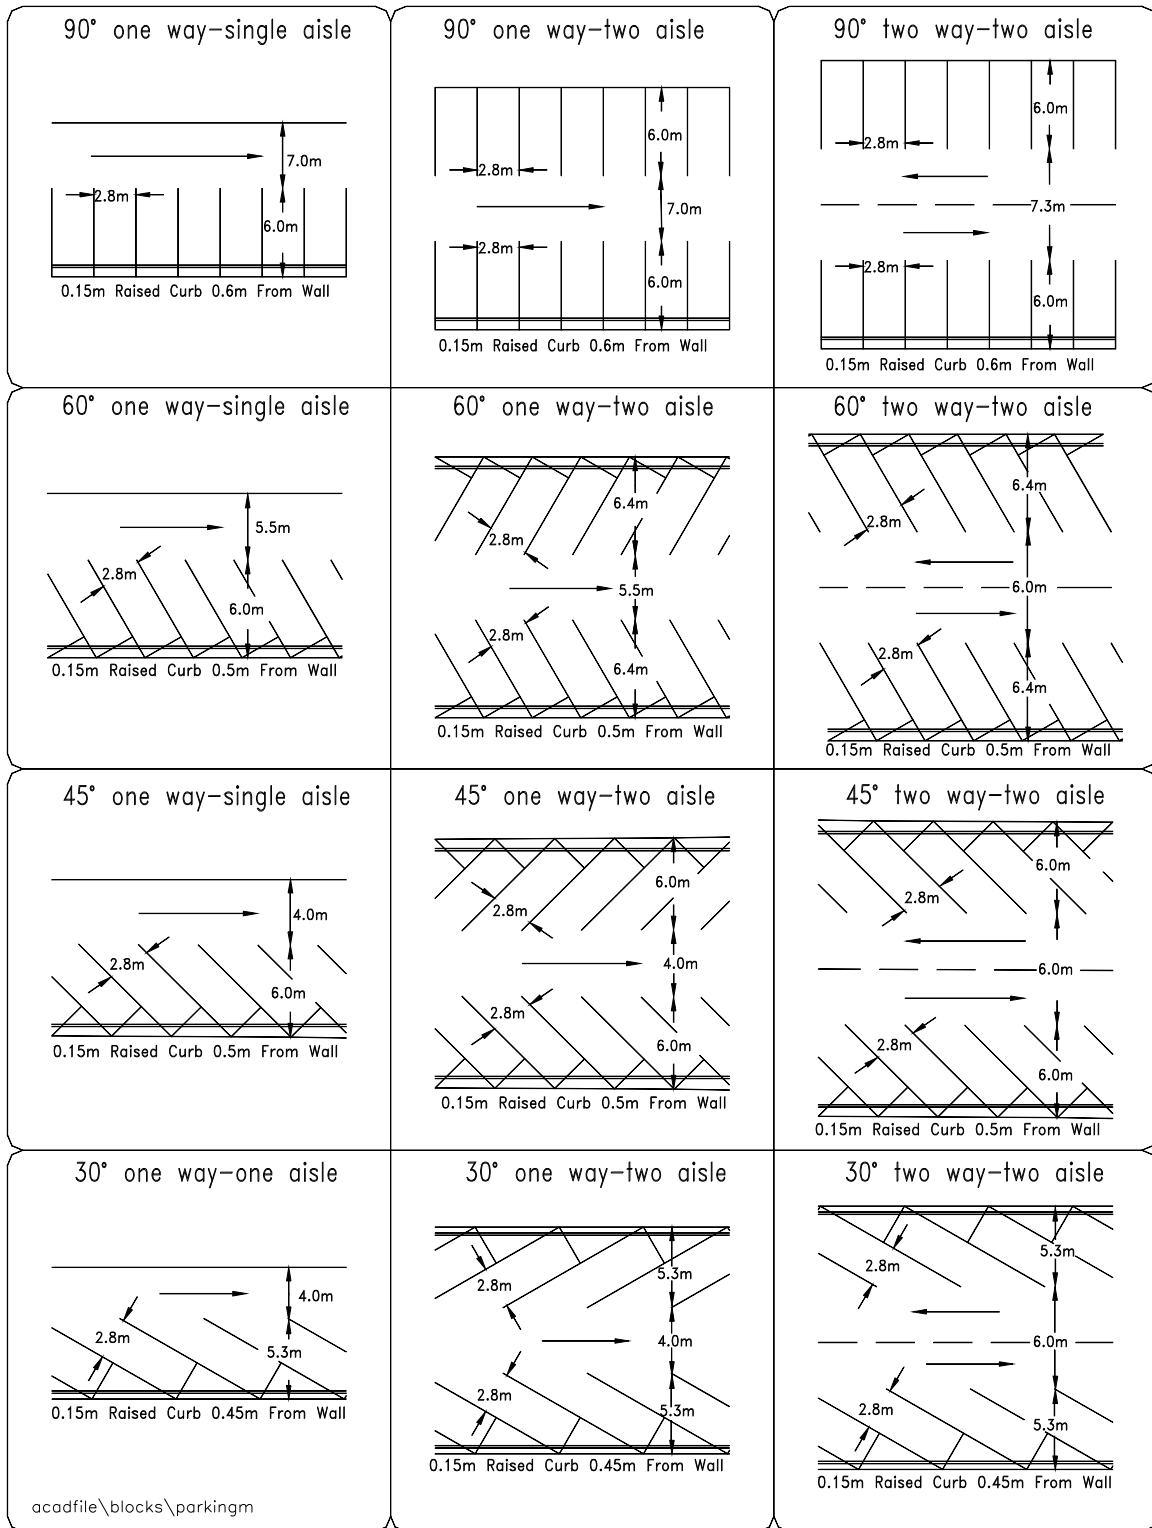 90° one way-single aisle
7.0m
2.8m
6.0m
0.15m Raised Curb 0.6m From Wall
90° one way-two aisle
6.0m
2.8m
7.0m
2.8m
6.0m
0.15m Raised Curb 0.6m From Wall
90° two way-two aisle
6.0m
2.8m
7.3m
2.8m
6.0m
0.15m Raised Curb 0.6m From Wall
60° one way-single aisle
5.5m
2.8m
6.0m
0.15m Raised Curb 0.5m From Wall
60° one way-two aisle
6.4m
2.8m
5.5m
2.8m
6.4m
0.15m Raised Curb 0.5m From Wall
60° two way-two aisle
6.4m
2.8m
6.0m
2.8m
6.4m
0.15m Raised Curb 0.5m From Wall
45° one way-single aisle
4.0m
2.8m
6.0m
0.15m Raised Curb 0.5m From Wall
45° one way-two aisle
6.0m
2.8m
4.0m
2.8m
6.0m
0.15m Raised Curb 0.5m From Wall
45° two way-two aisle
6.0m
2.8m
6.0m
2.8m
6.0m
0.15m Raised Curb 0.5m From Wall
30° one way-one aisle
4.0m
2.8m
5.3m
0.15m Raised Curb 0.45m From Wall
30° one way-two aisle
5.3m
2.8m
4.0m
2.8m
5.3m
0.15m Raised Curb 0.45m From Wall
30° two way-two aisle
5.3m
2.8m
6.0m
2.8m
5.3m
0.15m Raised Curb 0.45m From Wall
acadfile\blocks\parkingm